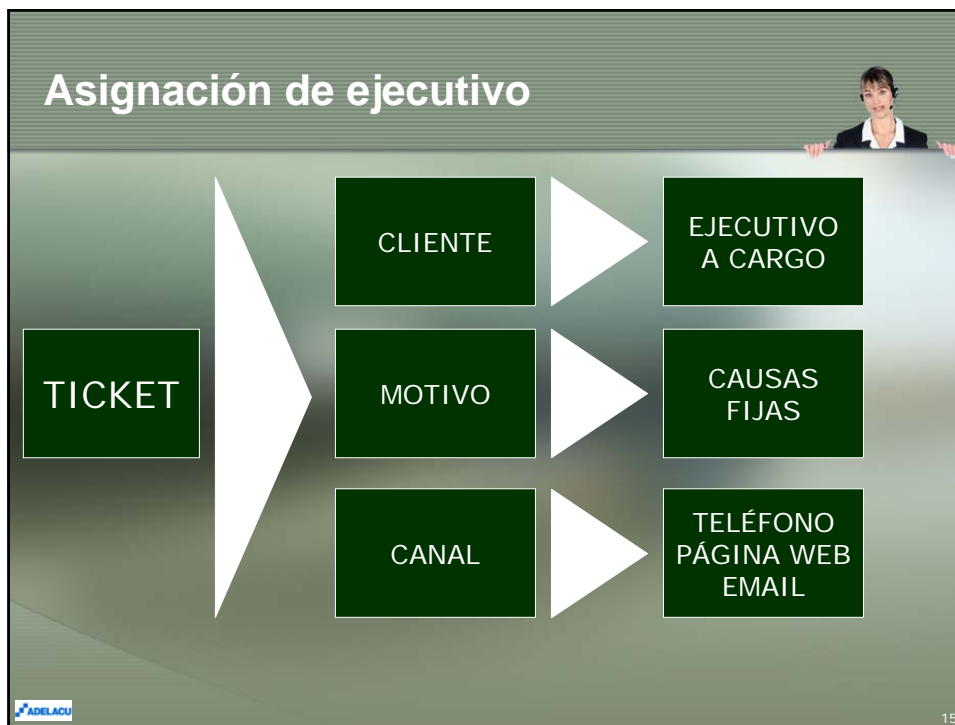 Asignación de ejecutivo
TICKET
CLIENTE
EJECUTIVO
A CARGO
MOTIVO
CAUSAS
FIJAS
CANAL
TELÉFONO
PÁGINA WEB
EMAIL
ADELACU
15